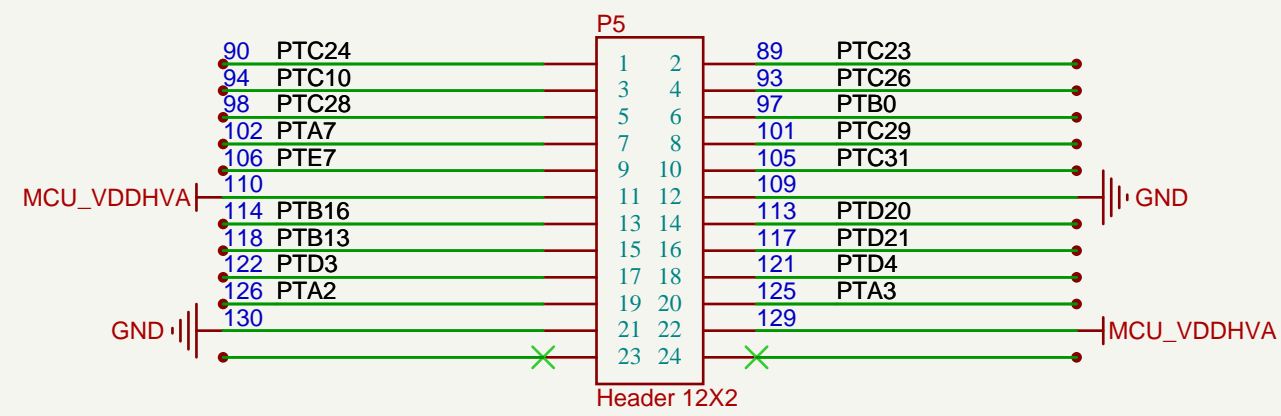 P5
90 PTC24 1 2 89 PTC23
94 PTC10 3 4 93 PTC26
98 PTC28 5 6 97 PTB0
102 PTA7 7 8 101 PTC29
106 PTE7 9 10 105 PTC31
MCU_VDDHVA 110 11 12 109 GND
114 PTB16 13 14 113 PTD20
118 PTB13 15 16 117 PTD21
122 PTD3 17 18 121 PTD4
126 PTA2 19 20 125 PTA3
GND 130 21 22 129 MCU_VDDHVA
23 24
Header 12X2